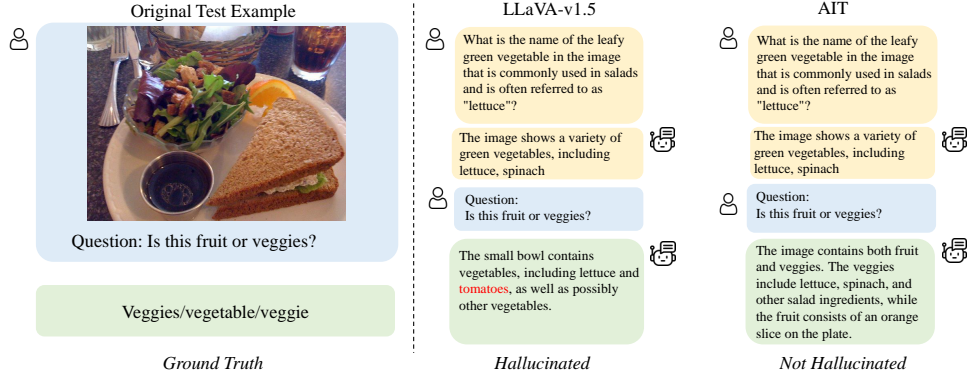 Original Test Example
Question: Is this fruit or veggies?
Veggies/vegetable/veggie
Ground Truth
LLaVA-v1.5
What is the name of the leafy
green vegetable in the image
that is commonly used in salads
and is often referred to as
"lettuce"?
The image shows a variety of
green vegetables, including
lettuce, spinach
Question:
Is this fruit or veggies?
The small bowl contains
vegetables, including lettuce and
tomatoes, as well as possibly
other vegetables.
Hallucinated
AIT
What is the name of the leafy
green vegetable in the image
that is commonly used in salads
and is often referred to as
"lettuce"?
The image shows a variety of
green vegetables, including
lettuce, spinach
Question:
Is this fruit or veggies?
The image contains both fruit
and veggies. The veggies
include lettuce, spinach, and
other salad ingredients, while
the fruit consists of an orange
slice on the plate.
Not Hallucinated